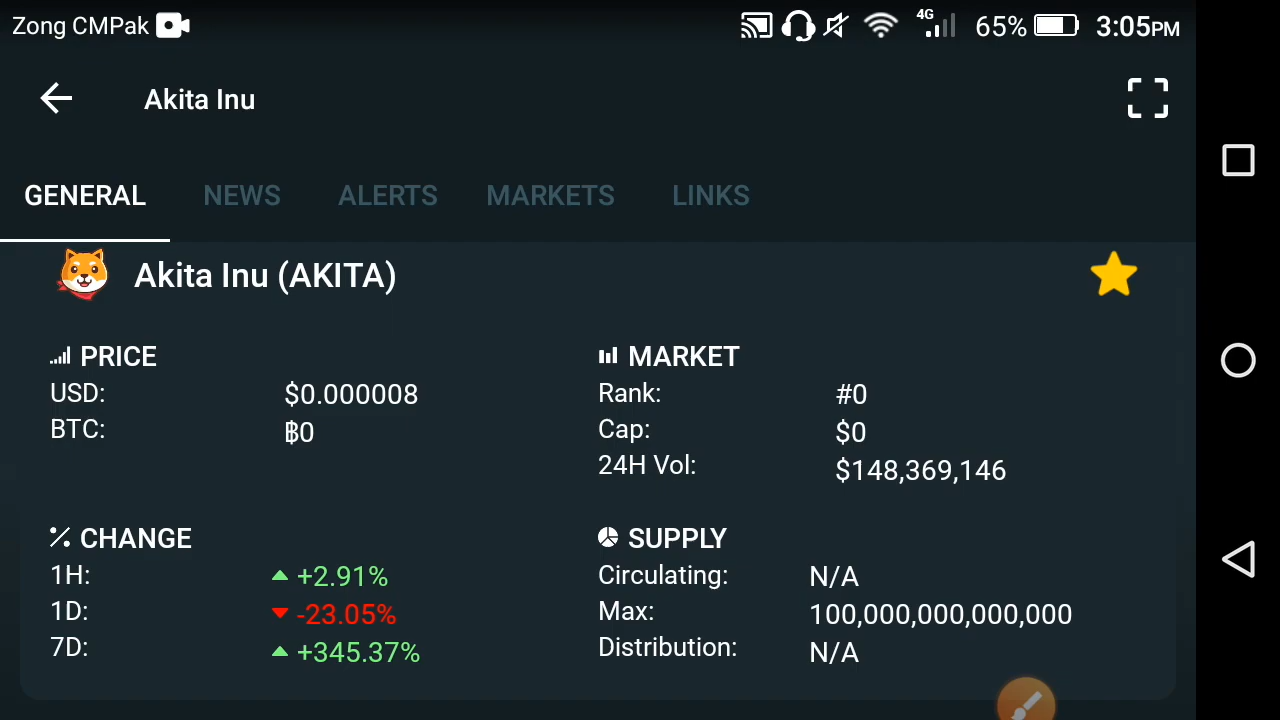 Zong CMPak 4G 65% 3:05PM
Akita Inu
GENERAL NEWS ALERTS MARKETS LINKS
Akita Inu (AKITA)
PRICE
USD: $0.000008
BTC: ฿0
MARKET
Rank: #0
Cap: $0
24H Vol: $148,369,146
CHANGE
1H: +2.91%
1D: -23.05%
7D: +345.37%
SUPPLY
Circulating: N/A
Max: 100,000,000,000,000
Distribution: N/A